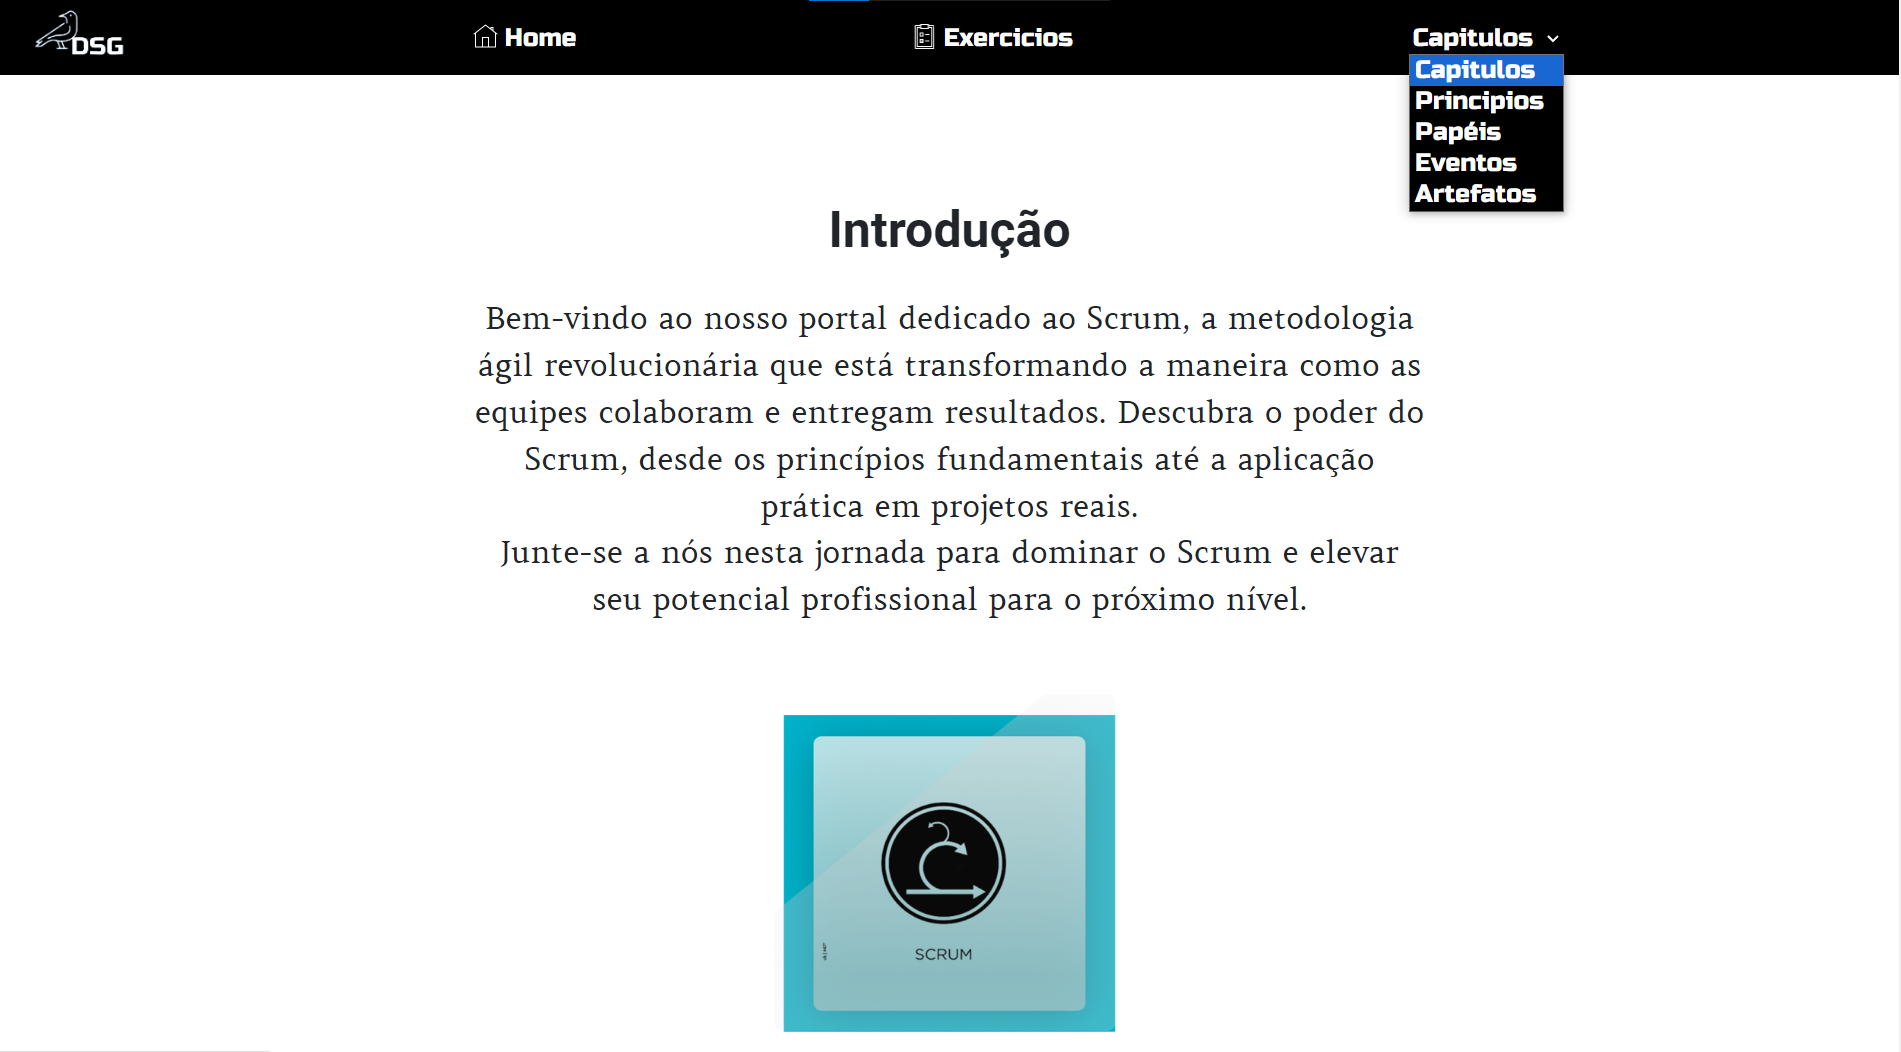 DSG
Home
Exercicios
Capitulos
Capitulos
Principios
Papéis
Eventos
Artefatos
Introdução
Bem-vindo ao nosso portal dedicado ao Scrum, a metodologia
ágil revolucionária que está transformando a maneira como as
equipes colaboram e entregam resultados. Descubra o poder do
Scrum, desde os princípios fundamentais até a aplicação
prática em projetos reais.
Junte-se a nós nesta jornada para dominar o Scrum e elevar
seu potencial profissional para o próximo nível.
SCRUM